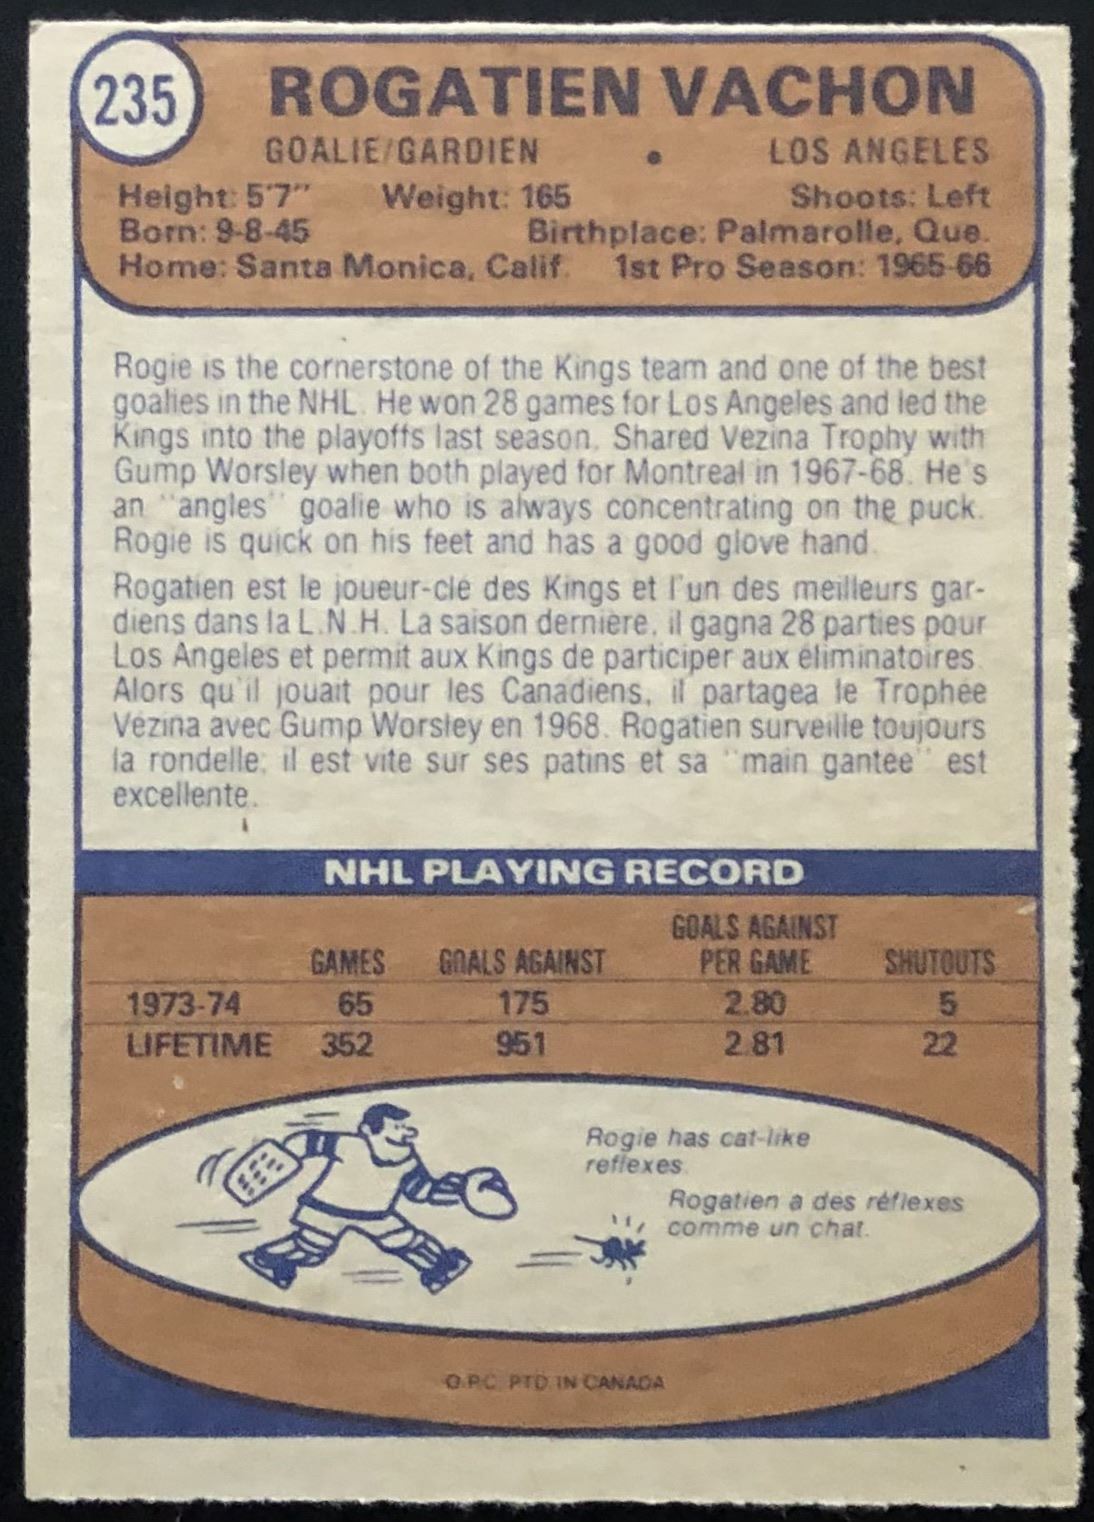 235
ROGATIEN VACHON
GOALIE/GARDIEN • LOS ANGELES
Height: 5'7" Weight: 165 Shoots: Left
Born: 9-8-45 Birthplace: Palmarolle, Que.
Home: Santa Monica, Calif. 1st Pro Season: 1965-66
Rogie is the cornerstone of the Kings team and one of the best
goalies in the NHL. He won 28 games for Los Angeles and led the
Kings into the playoffs last season. Shared Vezina Trophy with
Gump Worsley when both played for Montreal in 1967-68. He's
an "angles" goalie who is always concentrating on the puck.
Rogie is quick on his feet and has a good glove hand.
Rogatien est le joueur-clé des Kings et l'un des meilleurs gar-
diens dans la L.N.H. La saison dernière, il gagna 28 parties pour
Los Angeles et permit aux Kings de participer aux éliminatoires.
Alors qu'il jouait pour les Canadiens, il partagea le Trophée
Vézina avec Gump Worsley en 1968. Rogatien surveille toujours
la rondelle; il est vite sur ses patins et sa "main gantée" est
excellente.
NHL PLAYING RECORD
GAMES GOALS AGAINST GOALS AGAINST PER GAME SHUTOUTS
1973-74 65 175 2.80 5
LIFETIME 352 951 2.81 22
Rogie has cat-like
reflexes.
Rogatien a des réflexes
comme un chat.
O.P.C. PTD. IN CANADA